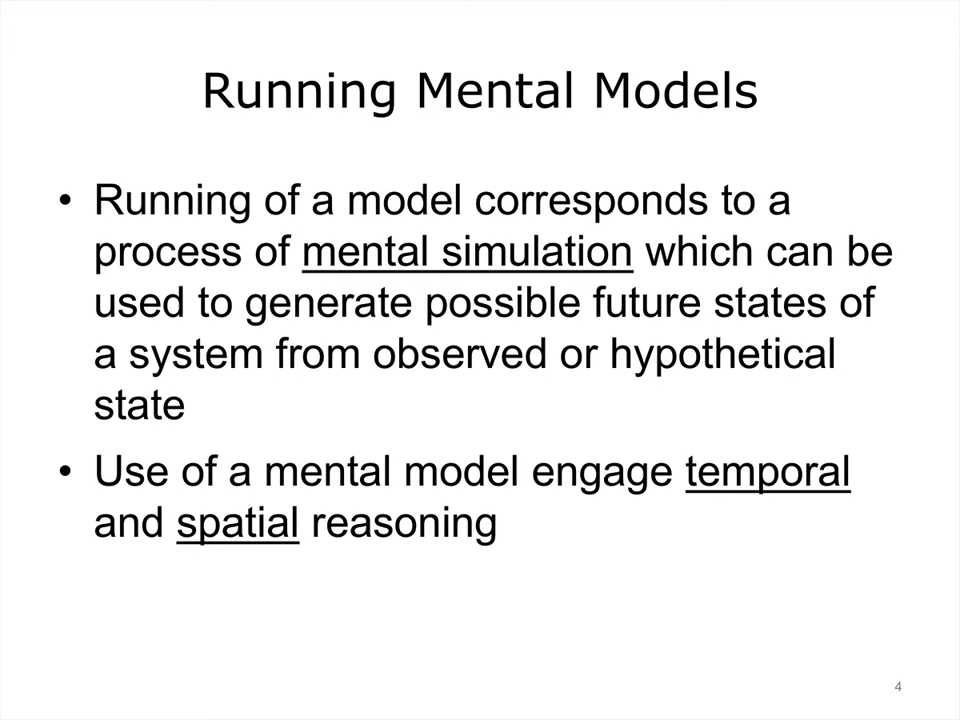 Running Mental Models
• Running of a model corresponds to a
process of mental simulation which can be
used to generate possible future states of
a system from observed or hypothetical
state
• Use of a mental model engage temporal
and spatial reasoning
4